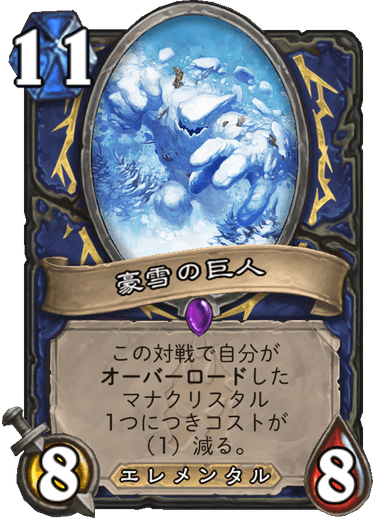 11
豪雪の巨人
この対戦で自分が
オーバーロードした
マナクリスタル
1つにつきコストが
（1）減る。
8
エレメンタル
8